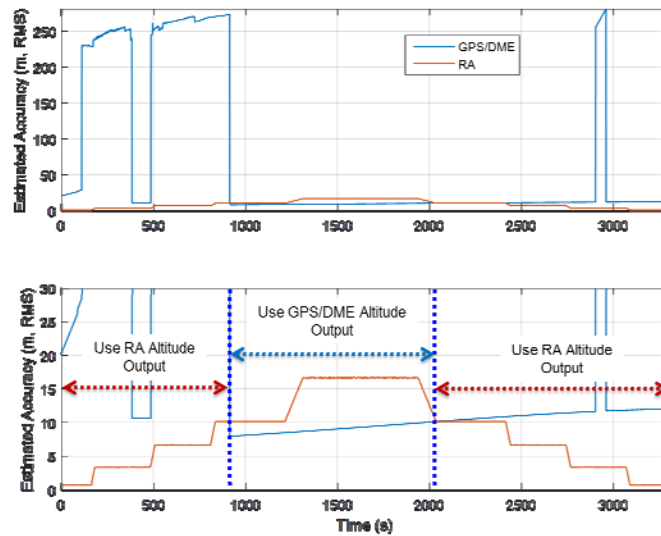 Estimated Accuracy (m, RMS)
250
200
150
100
50
0
GPS/DME
RA
0
500
1000
1500
2000
2500
3000
Estimated Accuracy (m, RMS)
30
25
20
15
10
5
0
Use RA Altitude
Output
Use GPS/DME Altitude
Output
Use RA Altitude
Output
0
500
1000
1500
2000
2500
3000
Time (s)